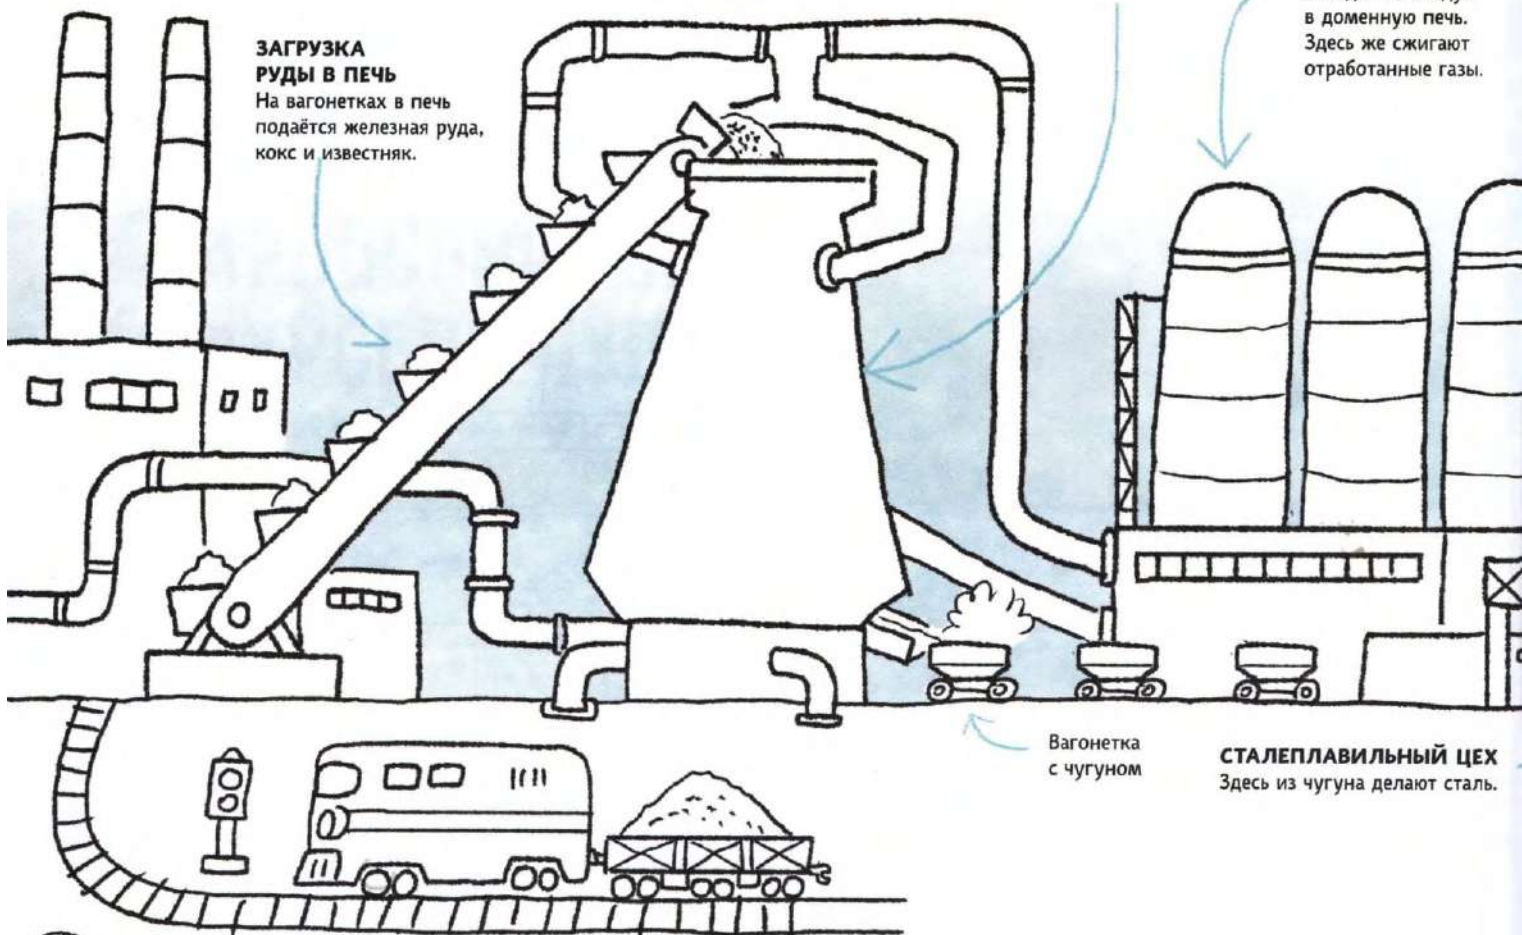 ЗАГРУЗКА
РУДЫ В ПЕЧЬ
На вагонетках в печь
подаётся железная руда,
кокс и известняк.
в доменную печь.
Здесь же сжигают
отработанные газы.
Вагонетка
с чугуном
СТАЛЕПЛАВИЛЬНЫЙ ЦЕХ
Здесь из чугуна делают сталь.